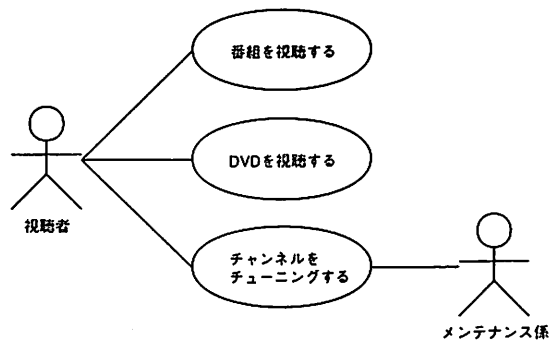 番組を視聴する
DVDを視聴する
視聴者
チャンネルを
チューニングする
メンテナンス係